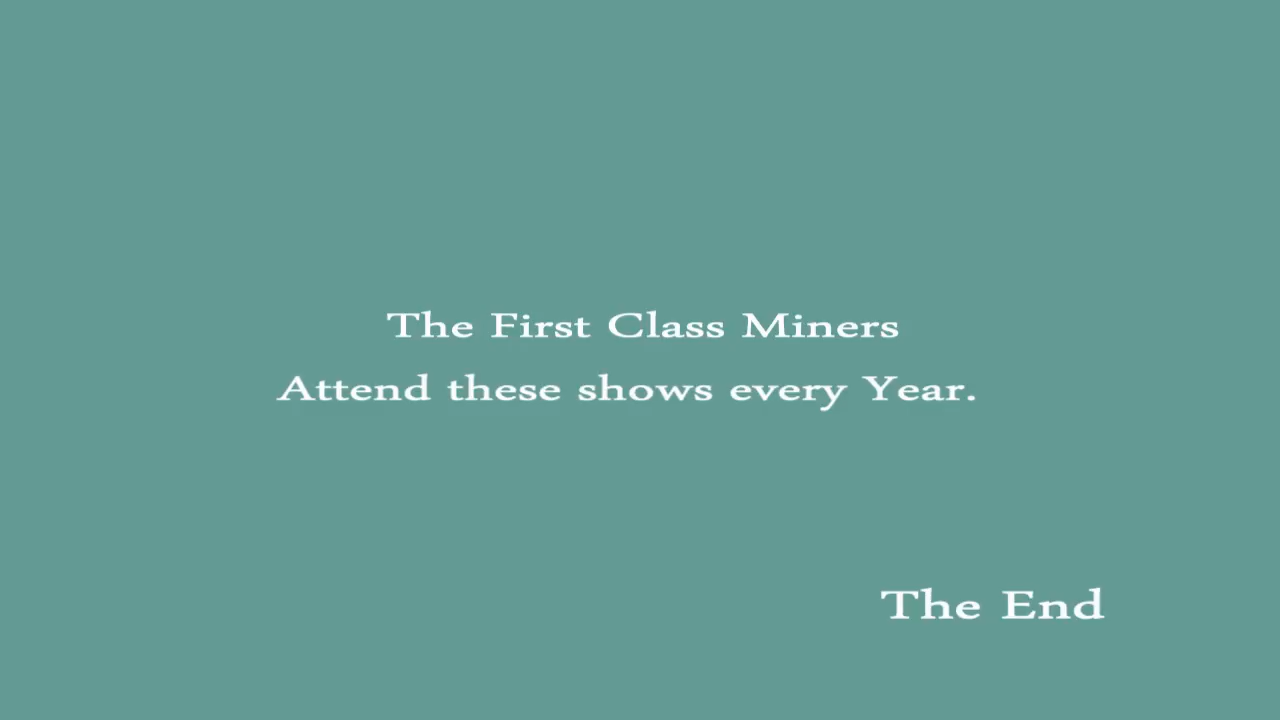 The First Class Miners
Attend these shows every Year.
The End